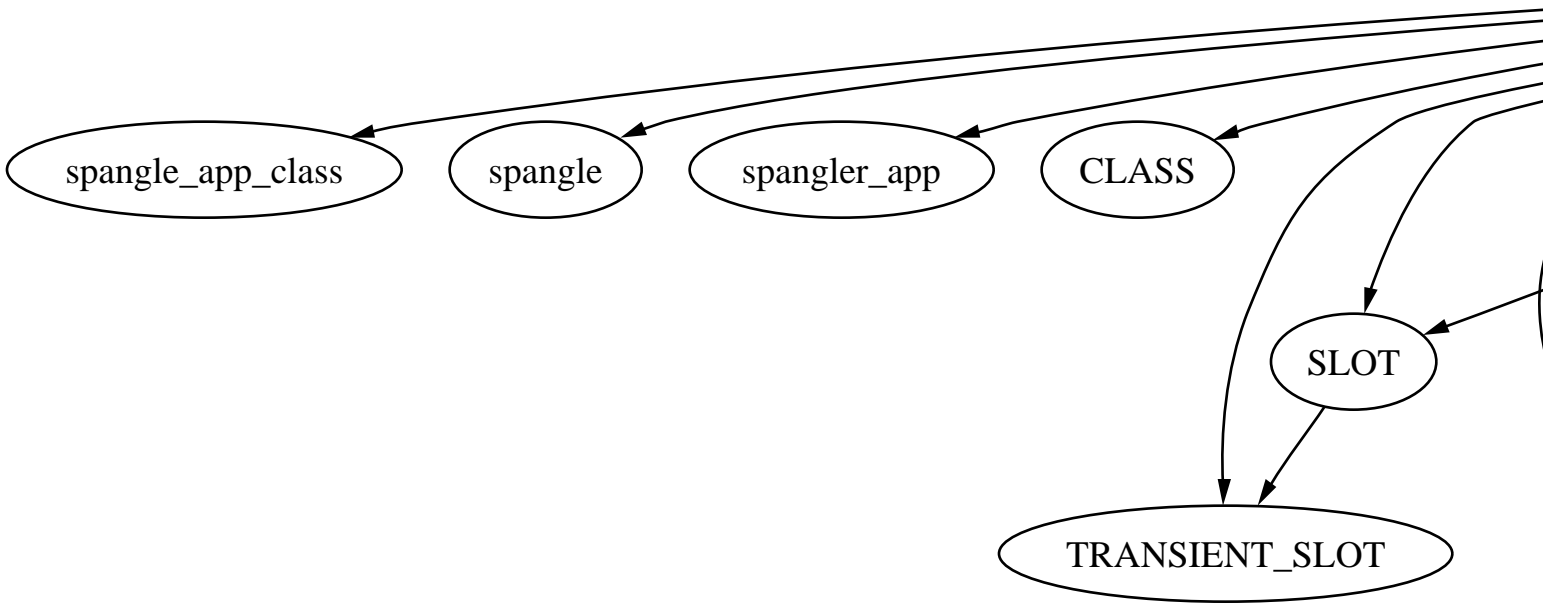 spangle_app_class
spangle
spangler_app
CLASS
SLOT
TRANSIENT_SLOT